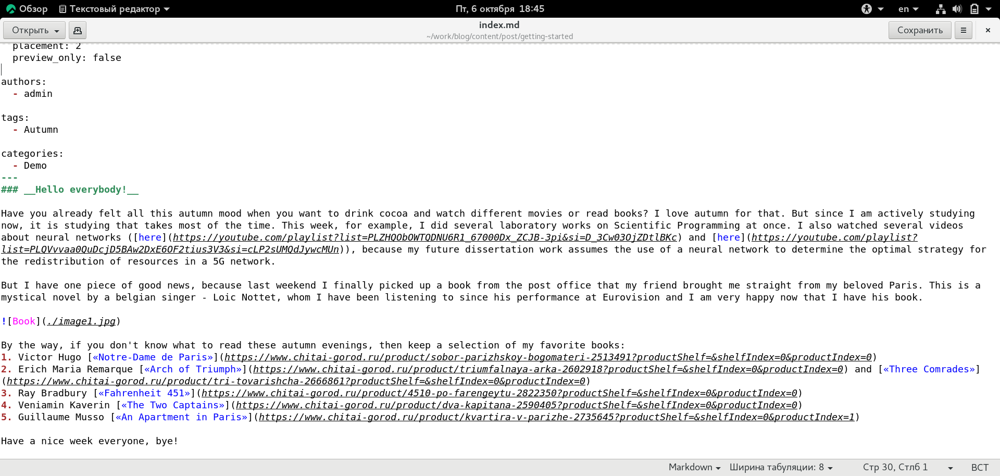 Обзор Текстовый редактор Пт, 6 октября 18:45 en
Открыть index.md Сохранить
~/work/blog/content/post/getting-started
  placement: 2
  preview_only: false
authors:
  - admin
tags:
  - Autumn
categories:
  - Demo
---
### __Hello everybody!__
Have you already felt all this autumn mood when you want to drink cocoa and watch different movies or read books? I love autumn for that. But since I am actively studying
now, it is studying that takes most of the time. This week, for example, I did several laboratory works on Scientific Programming at once. I also watched several videos
about neural networks ([here](https://youtube.com/playlist?list=PLZHQObOWTQDNU6R1_67000Dx_ZCJB-3pi&si=D_3Cw03OjZDtlBKc) and [here](https://youtube.com/playlist?
list=PLQVvvaa0QuDcjD5BAw2DxE6OF2tius3V3&si=cLP2sUMQdJywcMUn)), because my future dissertation work assumes the use of a neural network to determine the optimal strategy for
the redistribution of resources in a 5G network.
But I have one piece of good news, because last weekend I finally picked up a book from the post office that my friend brought me straight from my beloved Paris. This is a
mystical novel by a belgian singer - Loic Nottet, whom I have been listening to since his performance at Eurovision and I am very happy now that I have his book.
![Book](./image1.jpg)
By the way, if you don't know what to read these autumn evenings, then keep a selection of my favorite books:
1. Victor Hugo [«Notre-Dame de Paris»](https://www.chitai-gorod.ru/product/sobor-parizhskoy-bogomateri-2513491?productShelf=&shelfIndex=0&productIndex=0)
2. Erich Maria Remarque [«Arch of Triumph»](https://www.chitai-gorod.ru/product/triumfalnaya-arka-2602918?productShelf=&shelfIndex=0&productIndex=0) and [«Three Comrades»]
(https://www.chitai-gorod.ru/product/tri-tovarishcha-2666861?productShelf=&shelfIndex=0&productIndex=0)
3. Ray Bradbury [«Fahrenheit 451»](https://www.chitai-gorod.ru/product/4510-po-farengeytu-2822350?productShelf=&shelfIndex=0&productIndex=0)
4. Veniamin Kaverin [«The Two Captains»](https://www.chitai-gorod.ru/product/dva-kapitana-2590405?productShelf=&shelfIndex=0&productIndex=0)
5. Guillaume Musso [«An Apartment in Paris»](https://www.chitai-gorod.ru/product/kvartira-v-parizhe-2735645?productShelf=&shelfIndex=0&productIndex=1)
Have a nice week everyone, bye!
Markdown Ширина табуляции: 8 Стр 30, Стлб 1 ВСТ